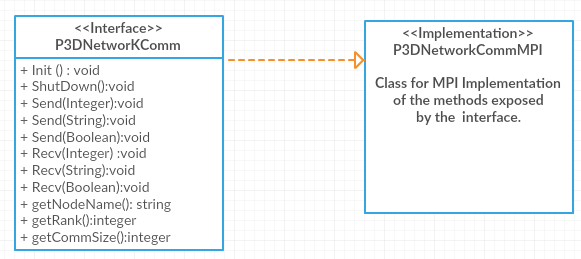 <<Interface>>
P3DNetworKComm
+ Init () : void
+ ShutDown():void
+ Send(Integer):void
+ Send(String):void
+ Send(Boolean):void
+ Recv(Integer) :void
+ Recv(String):void
+ Recv(Boolean):void
+ getNodeName(): string
+ getRank():integer
+ getCommSize():integer
<<Implementation>>
P3DNetworkCommMPI
Class for MPI Implementation
of the methods exposed
by the interface.